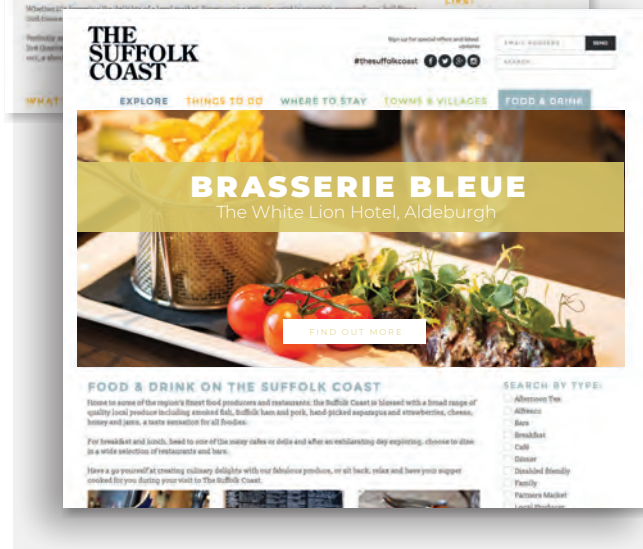 THE
SUFFOLK
COAST
Sign up for special offers and latest
updates
EMAIL ADDRESS
SEND
#thesuffolkcoast
SEARCH
WHAT'
EXPLORE THINGS TO DO WHERE TO STAY TOWNS & VILLAGES FOOD & DRINK
BRASSERIE BLEUE
The White Lion Hotel, Aldeburgh
FIND OUT MORE
FOOD & DRINK ON THE SUFFOLK COAST
Home to some of the region's finest food producers and restaurants, the Suffolk Coast is blessed with a broad range of
quality local produce including smoked fish, Suffolk ham and pork, hand-picked asparagus and strawberries, cheese,
honey and jams, a taste sensation for all foodies.
For breakfast and lunch, head to one of the many cafes or delis and after an exhilarating day exploring, choose to dine
in a wide selection of restaurants and bars.
Have a go yourself at creating culinary delights with our fabulous produce, or sit back, relax and have your supper
cooked for you during your visit to The Suffolk Coast.
SEARCH BY TYPE:
Afternoon Tea
Alfresco
Bars
Breakfast
Café
Dinner
Disabled friendly
Family
Farmers Market
Local Producer